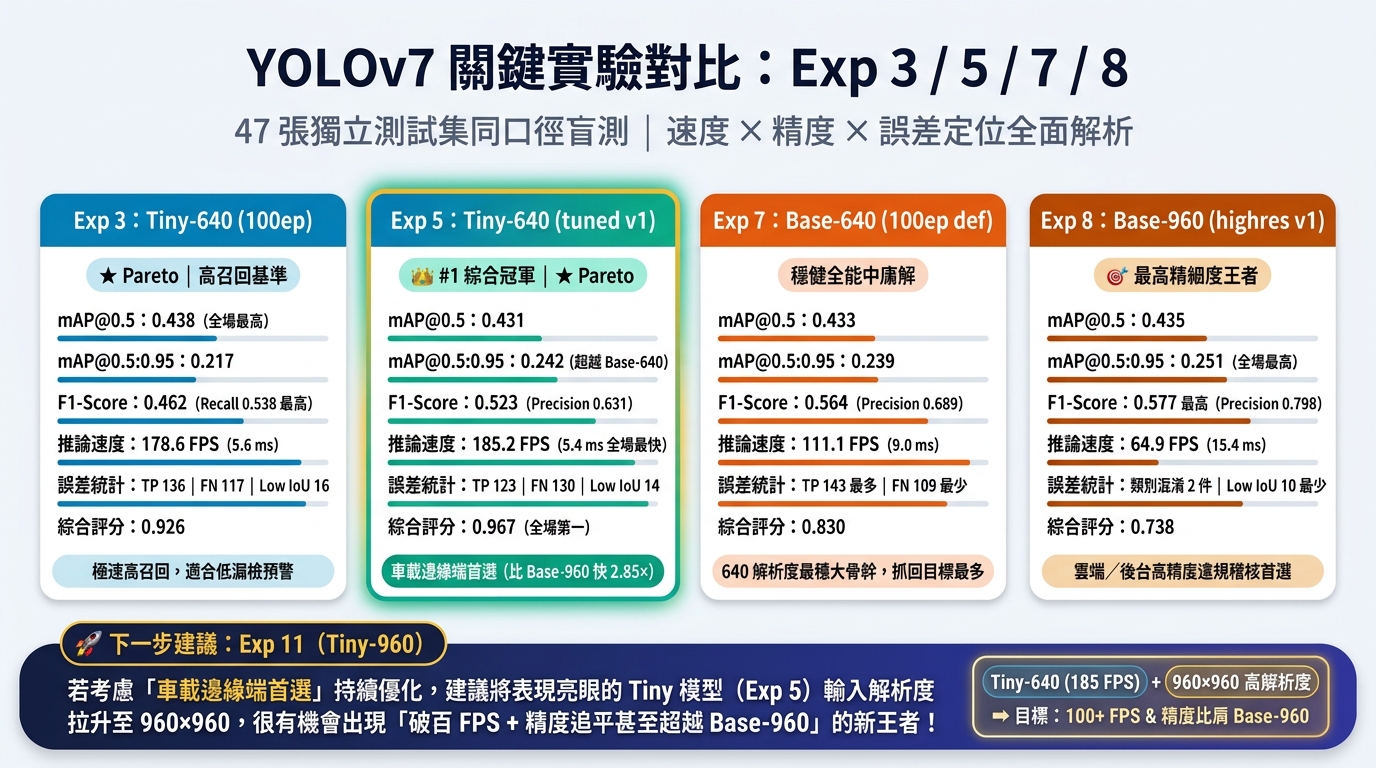 YOLOv7 關鍵實驗對比：Exp 3 / 5 / 7 / 8
47 張獨立測試集同口徑盲測｜速度 × 精度 × 誤差定位全面解析
Exp 3：Tiny-640 (100ep)
★ Pareto｜高召回基準
mAP@0.5：0.438 (全場最高)
mAP@0.5:0.95：0.217
F1-Score：0.462 (Recall 0.538 最高)
推論速度：178.6 FPS (5.6 ms)
誤差統計：TP 136｜FN 117｜Low IoU 16
綜合評分：0.926
極速高召回，適合低漏檢預警
Exp 5：Tiny-640 (tuned v1)
👑 #1 綜合冠軍｜★ Pareto
mAP@0.5：0.431
mAP@0.5:0.95：0.242 (超越 Base-640)
F1-Score：0.523 (Precision 0.631)
推論速度：185.2 FPS (5.4 ms 全場最快)
誤差統計：TP 123｜FN 130｜Low IoU 14
綜合評分：0.967 (全場第一)
車載邊緣端首選（比 Base-960 快 2.85×）
Exp 7：Base-640 (100ep def)
穩健全能中庸解
mAP@0.5：0.433
mAP@0.5:0.95：0.239
F1-Score：0.564 (Precision 0.689)
推論速度：111.1 FPS (9.0 ms)
誤差統計：TP 143 最多｜FN 109 最少
綜合評分：0.830
640 解析度最穩大骨幹，抓回目標最多
Exp 8：Base-960 (highres v1)
🎯 最高精細度王者
mAP@0.5：0.435
mAP@0.5:0.95：0.251 (全場最高)
F1-Score：0.577 最高 (Precision 0.798)
推論速度：64.9 FPS (15.4 ms)
誤差統計：類別混淆 2 件｜Low IoU 10 最少
綜合評分：0.738
雲端／後台高精度違規稽核首選
🚀 下一步建議：Exp 11（Tiny-960）
若考慮「車載邊緣端首選」持續優化，建議將表現亮眼的 Tiny 模型（Exp 5）輸入解析度
拉升至 960×960，很有機會出現「破百 FPS + 精度追平甚至超越 Base-960」的新王者！
Tiny-640 (185 FPS) + 960×960 高解析度
➡ 目標：100+ FPS & 精度比肩 Base-960